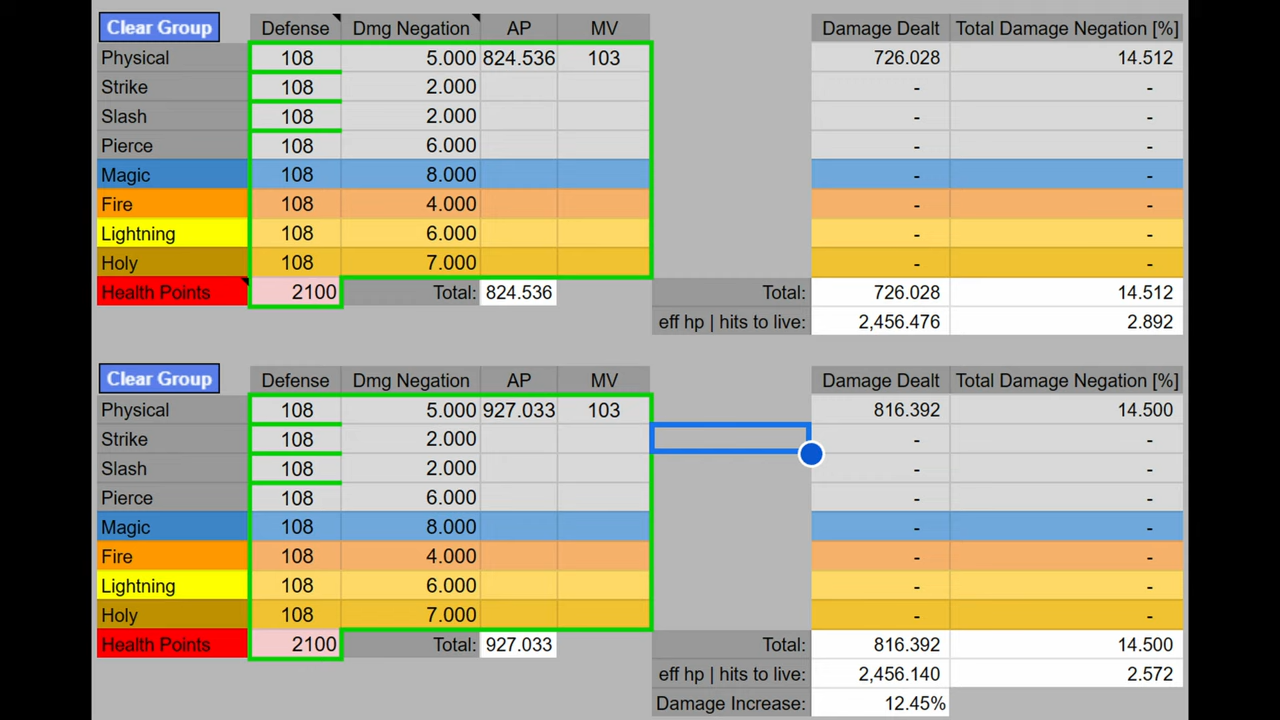 Clear Group Defense Dmg Negation AP MV Damage Dealt Total Damage Negation [%]
Physical 108 5.000 824.536 103 726.028 14.512
Strike 108 2.000 - -
Slash 108 2.000 - -
Pierce 108 6.000 - -
Magic 108 8.000 - -
Fire 108 4.000 - -
Lightning 108 6.000 - -
Holy 108 7.000 - -
Health Points 2100 Total: 824.536 Total: 726.028 14.512
eff hp | hits to live: 2,456.476 2.892
Clear Group Defense Dmg Negation AP MV Damage Dealt Total Damage Negation [%]
Physical 108 5.000 927.033 103 816.392 14.500
Strike 108 2.000 - -
Slash 108 2.000 - -
Pierce 108 6.000 - -
Magic 108 8.000 - -
Fire 108 4.000 - -
Lightning 108 6.000 - -
Holy 108 7.000 - -
Health Points 2100 Total: 927.033 Total: 816.392 14.500
eff hp | hits to live: 2,456.140 2.572
Damage Increase: 12.45%